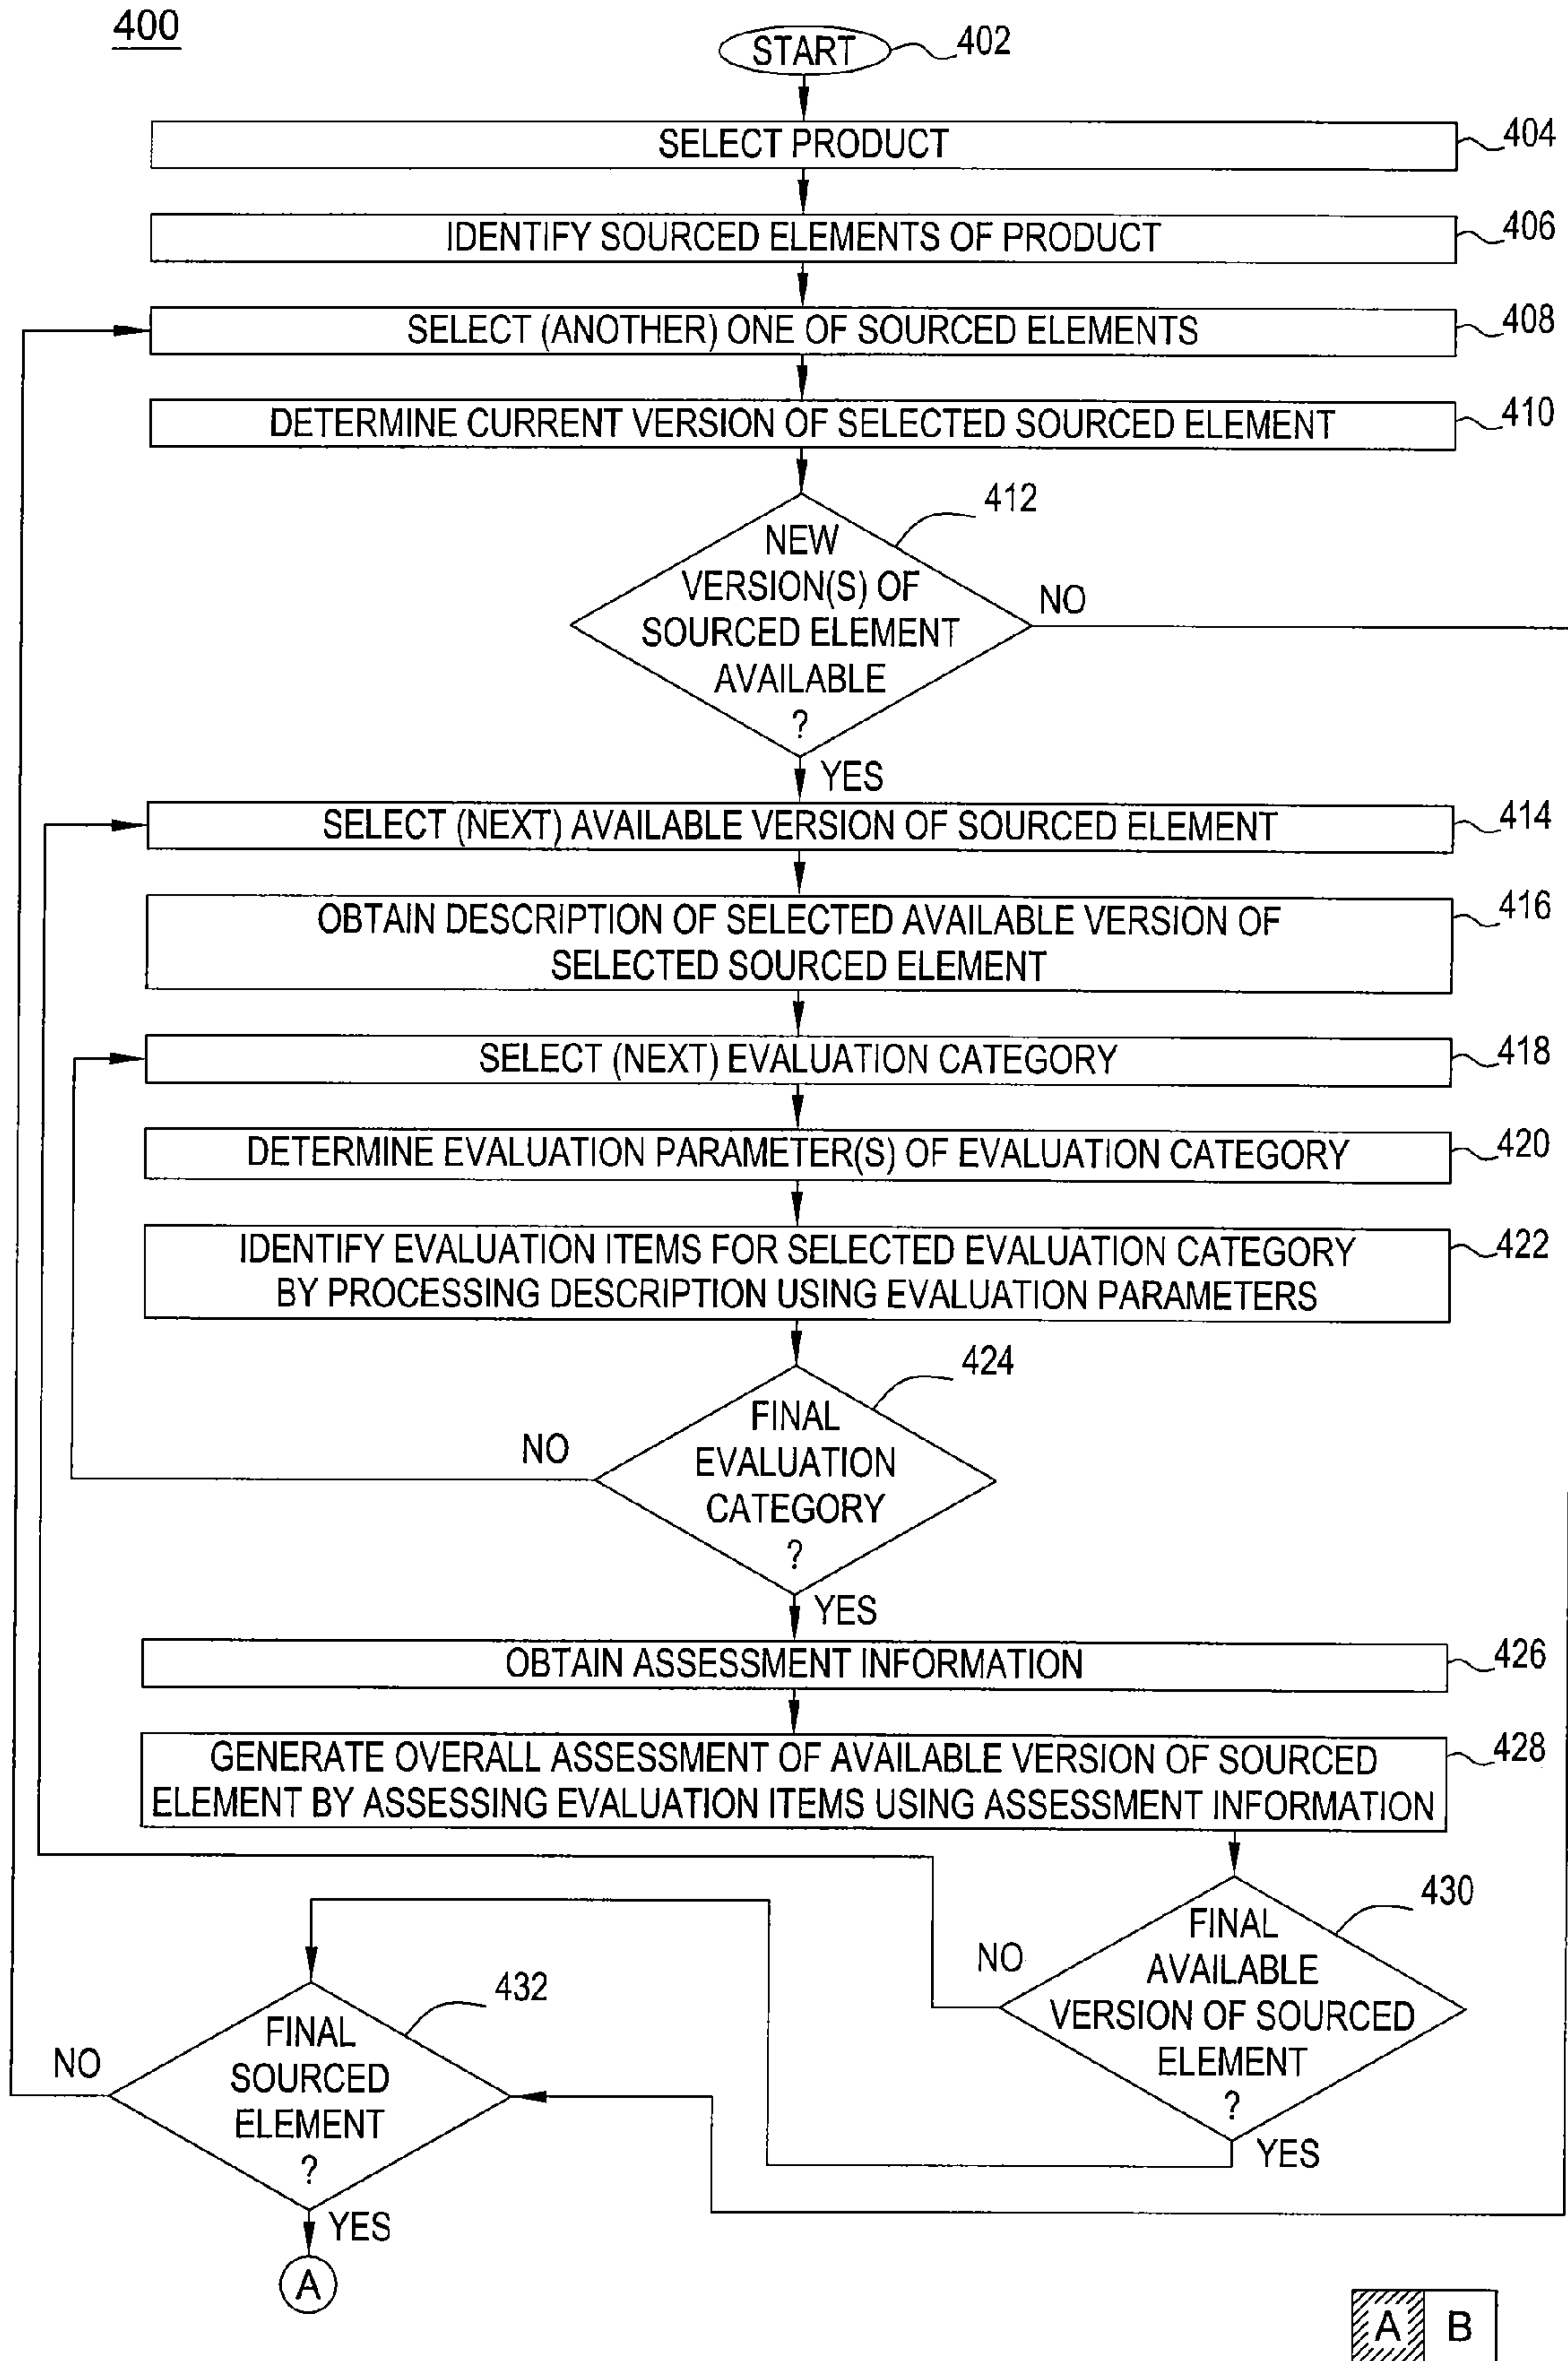 400
START
402
SELECT PRODUCT
404
IDENTIFY SOURCED ELEMENTS OF PRODUCT
406
SELECT (ANOTHER) ONE OF SOURCED ELEMENTS
408
DETERMINE CURRENT VERSION OF SELECTED SOURCED ELEMENT
410
412
NEW
VERSION(S) OF
SOURCED ELEMENT
AVAILABLE
?
NO
YES
SELECT (NEXT) AVAILABLE VERSION OF SOURCED ELEMENT
414
OBTAIN DESCRIPTION OF SELECTED AVAILABLE VERSION OF
SELECTED SOURCED ELEMENT
416
SELECT (NEXT) EVALUATION CATEGORY
418
DETERMINE EVALUATION PARAMETER(S) OF EVALUATION CATEGORY
420
IDENTIFY EVALUATION ITEMS FOR SELECTED EVALUATION CATEGORY
BY PROCESSING DESCRIPTION USING EVALUATION PARAMETERS
422
424
FINAL
EVALUATION
CATEGORY
?
NO
YES
OBTAIN ASSESSMENT INFORMATION
426
GENERATE OVERALL ASSESSMENT OF AVAILABLE VERSION OF SOURCED
ELEMENT BY ASSESSING EVALUATION ITEMS USING ASSESSMENT INFORMATION
428
430
FINAL
AVAILABLE
VERSION OF SOURCED
ELEMENT
?
NO
YES
432
FINAL
SOURCED
ELEMENT
?
NO
YES
A
A B